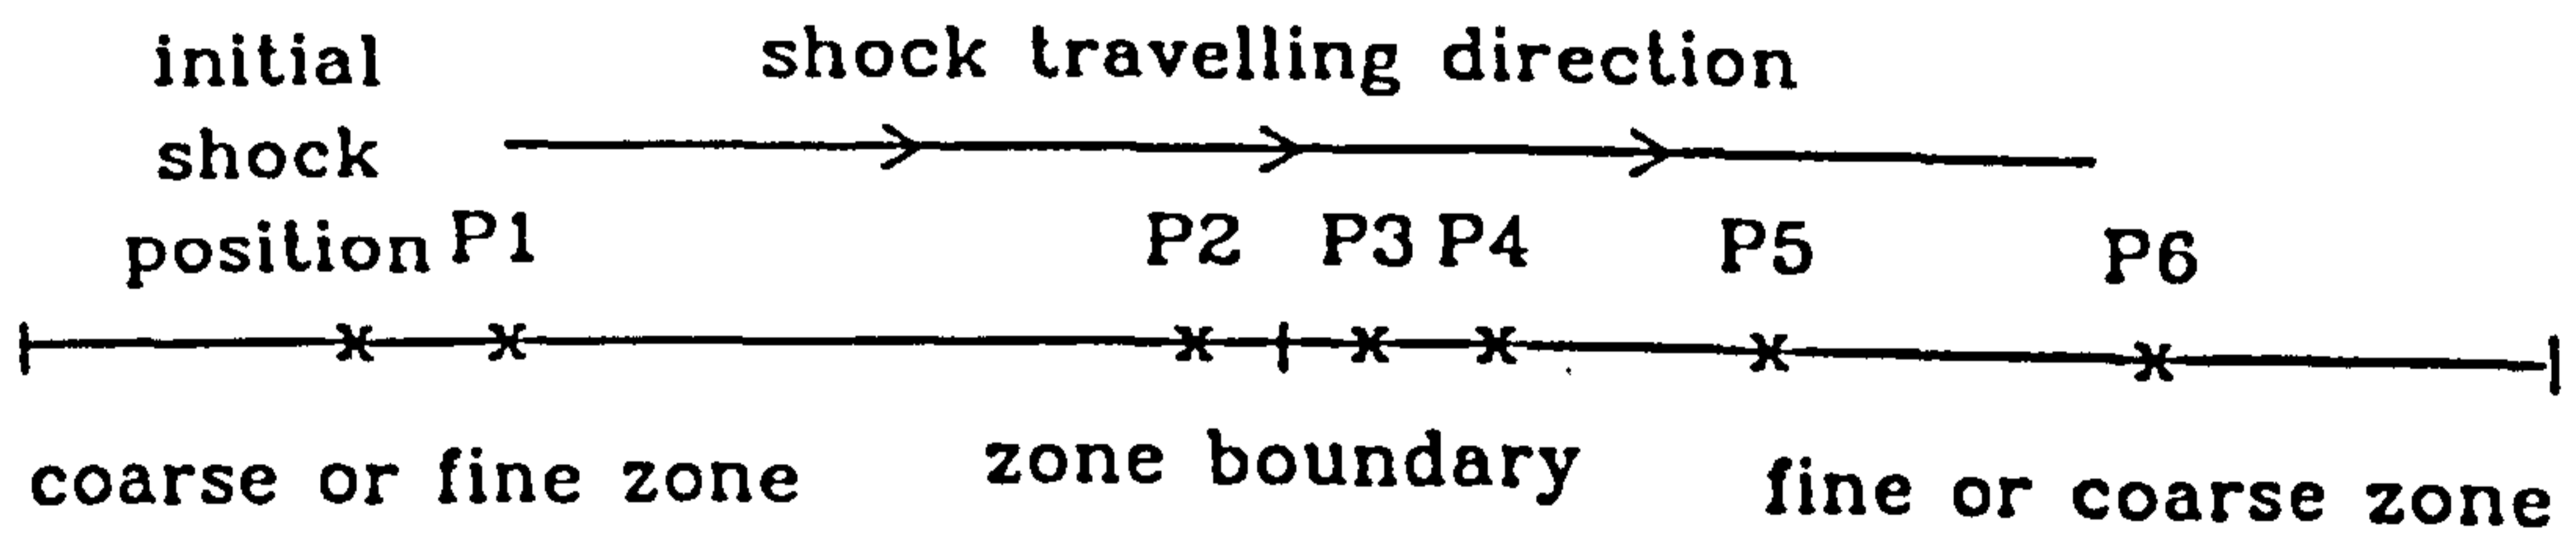 initial
shock
position
shock travelling direction
P1
P2
P3
P4
P5
P6
coarse or fine zone
zone boundary
fine or coarse zone